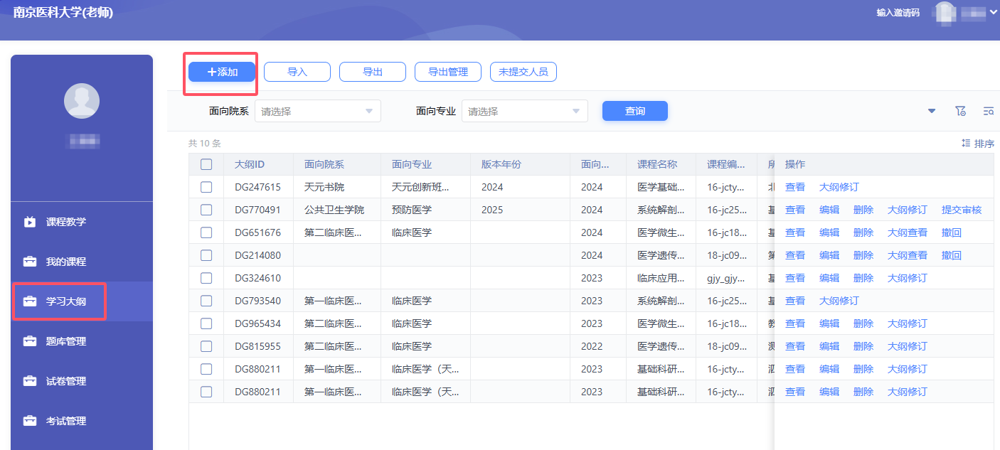 南京医科大学(老师)
输入邀请码
课程教学
我的课程
学习大纲
题库管理
试卷管理
考试管理
+添加 导入 导出 导出管理 未提交人员
面向院系 请选择 面向专业 请选择 查询
共 10 条 排序
大纲ID 面向院系 面向专业 版本年份 面向... 课程名称 课程编... 操作
DG247615 天元书院 天元创新班... 2024 2024 医学基础... 16-jcty... 查看 大纲修订
DG770491 公共卫生学院 预防医学 2025 2024 系统解剖... 16-jc25... 查看 编辑 删除 大纲修订 提交审核
DG651676 第二临床医... 临床医学 2024 医学微生... 16-jc18... 查看 编辑 删除 大纲查看 撤回
DG214080 2024 医学遗传... 18-jc09... 查看 编辑 删除 大纲查看 撤回
DG324610 2023 临床应用... gjy_gjy... 查看 编辑 删除 大纲修订
DG793540 第一临床医... 临床医学 2023 系统解剖... 16-jc25... 查看 大纲修订
DG965434 第二临床医... 临床医学 2023 医学微生... 16-jc18... 查看 编辑 删除 大纲修订
DG815955 第二临床医... 临床医学 2022 医学遗传... 18-jc09... 查看 编辑 删除 大纲修订
DG880211 第一临床医... 临床医学（天... 2023 基础科研... 16-jcty... 查看 编辑 删除 大纲修订
DG880211 第一临床医... 临床医学（天... 2023 基础科研... 16-jcty... 查看 编辑 删除 大纲修订